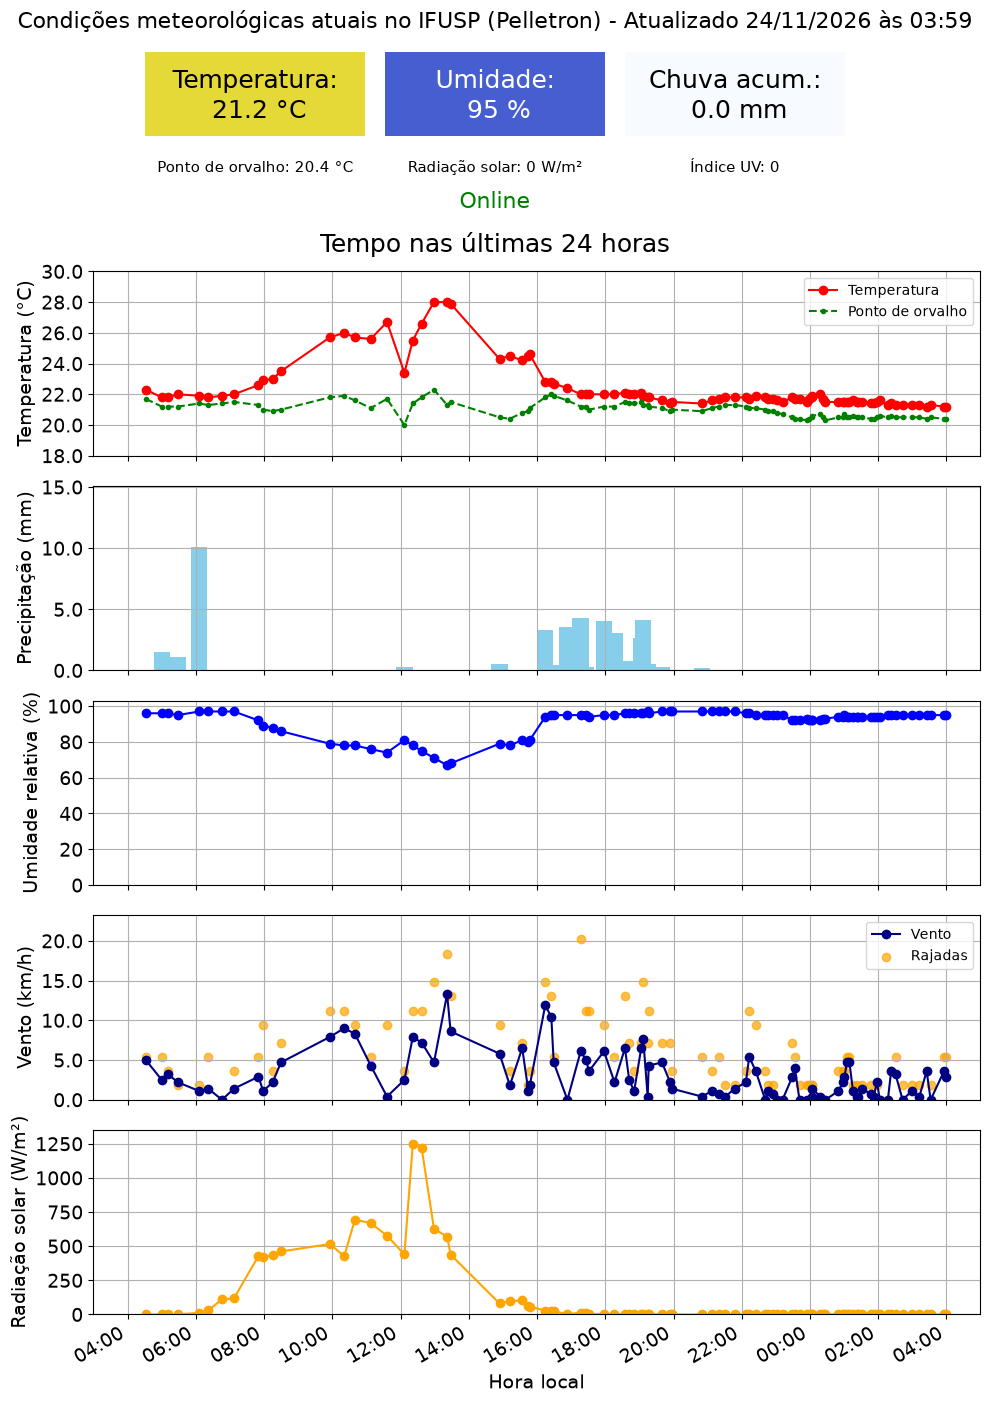 Condições meteorológicas atuais no IFUSP (Pelletron) - Atualizado 24/11/2026 às 03:59
Temperatura:
21.2 °C
Umidade:
95 %
Chuva acum.:
0.0 mm
Ponto de orvalho: 20.4 °C
Radiação solar: 0 W/m²
Índice UV: 0
Online
Tempo nas últimas 24 horas
Temperatura (°C)
30.0
28.0
26.0
24.0
22.0
20.0
18.0
Temperatura
Ponto de orvalho
Precipitação (mm)
15.0
10.0
5.0
0.0
Umidade relativa (%)
100
80
60
40
20
0
Vento (km/h)
20.0
15.0
10.0
5.0
0.0
Vento
Rajadas
Radiação solar (W/m²)
1250
1000
750
500
250
0
04:00
06:00
08:00
10:00
12:00
14:00
16:00
18:00
20:00
22:00
00:00
02:00
04:00
Hora local